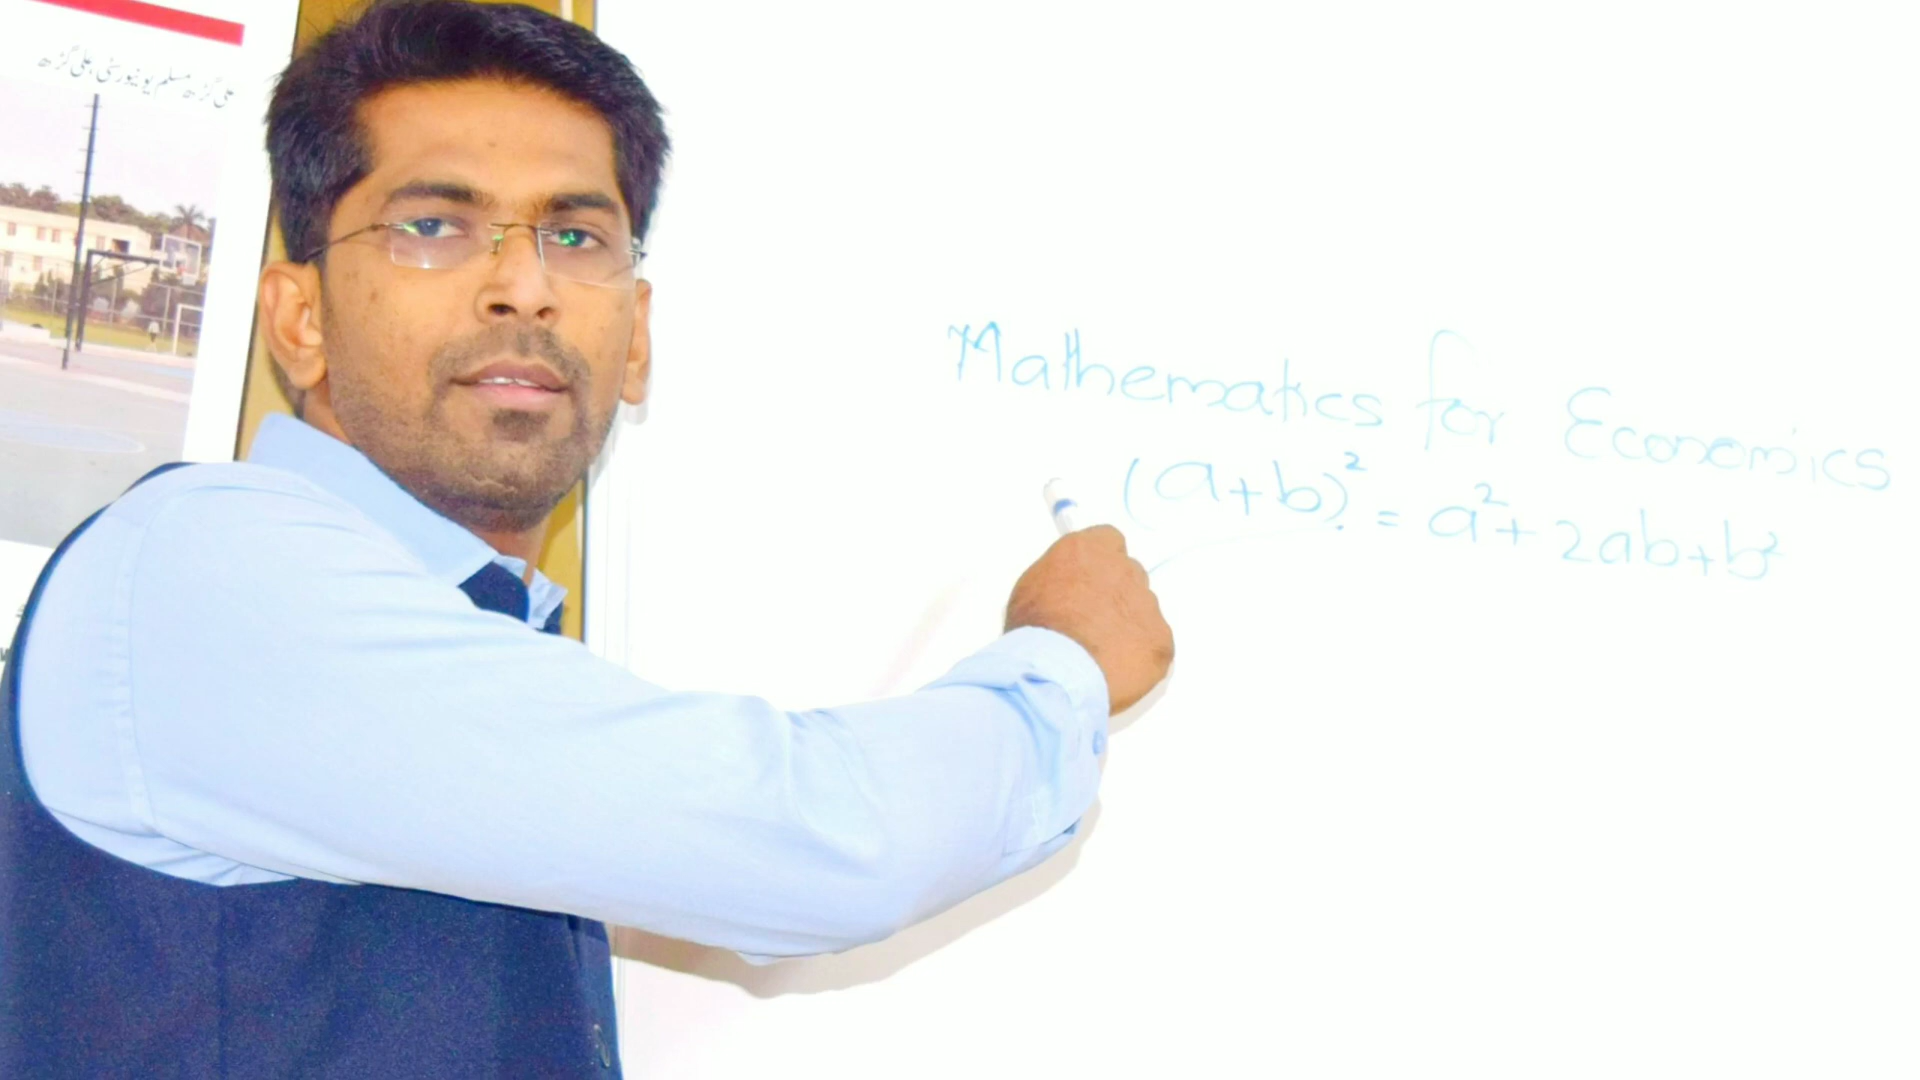 علی گڑھ مسلم یونیورسٹی، علی گڑھ
Mathematics for Economics
(a+b)² = a²+2ab+b²